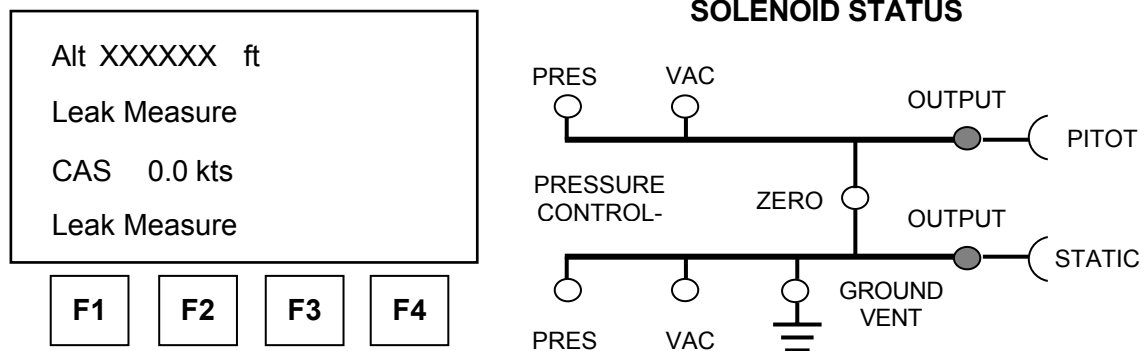 Alt XXXXXX ft
Leak Measure
CAS 0.0 kts
Leak Measure
F1 F2 F3 F4
SOLENOID STATUS
PRES VAC
OUTPUT
PITOT
PRESSURE
CONTROL-
ZERO
OUTPUT
STATIC
GROUND
VENT
PRES VAC